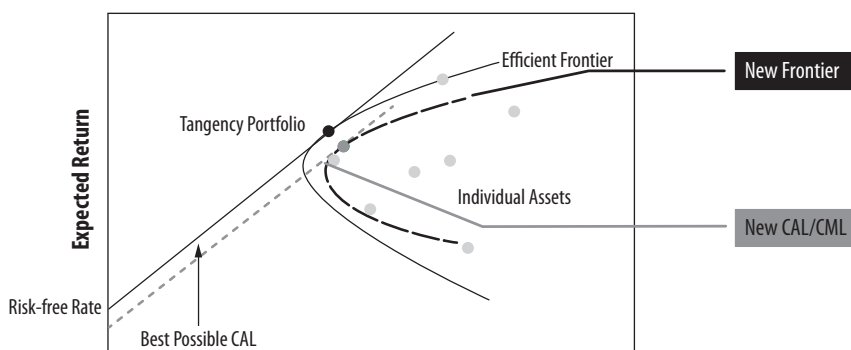 Efficient Frontier
New Frontier
Tangency Portfolio
Expected Return
Individual Assets
New CAL/CML
Risk-free Rate
Best Possible CAL